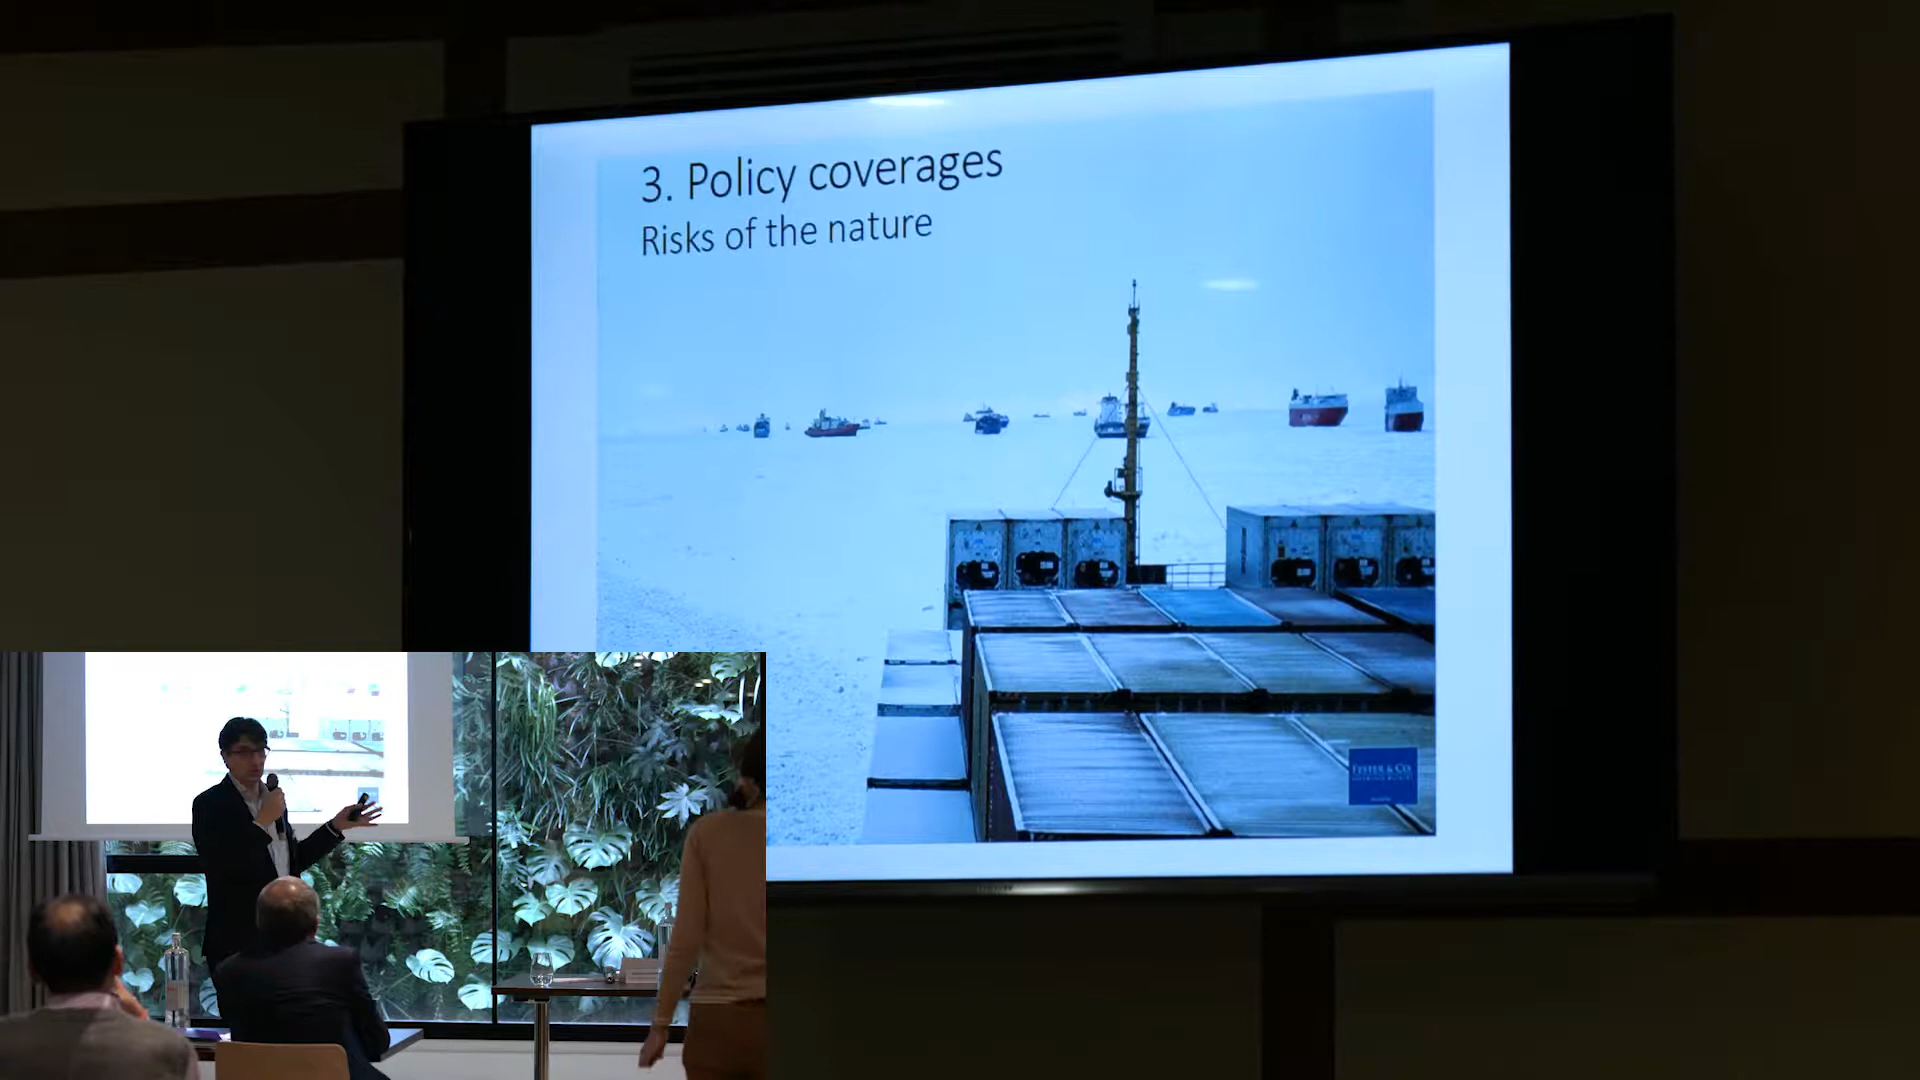 3. Policy coverages
Risks of the nature